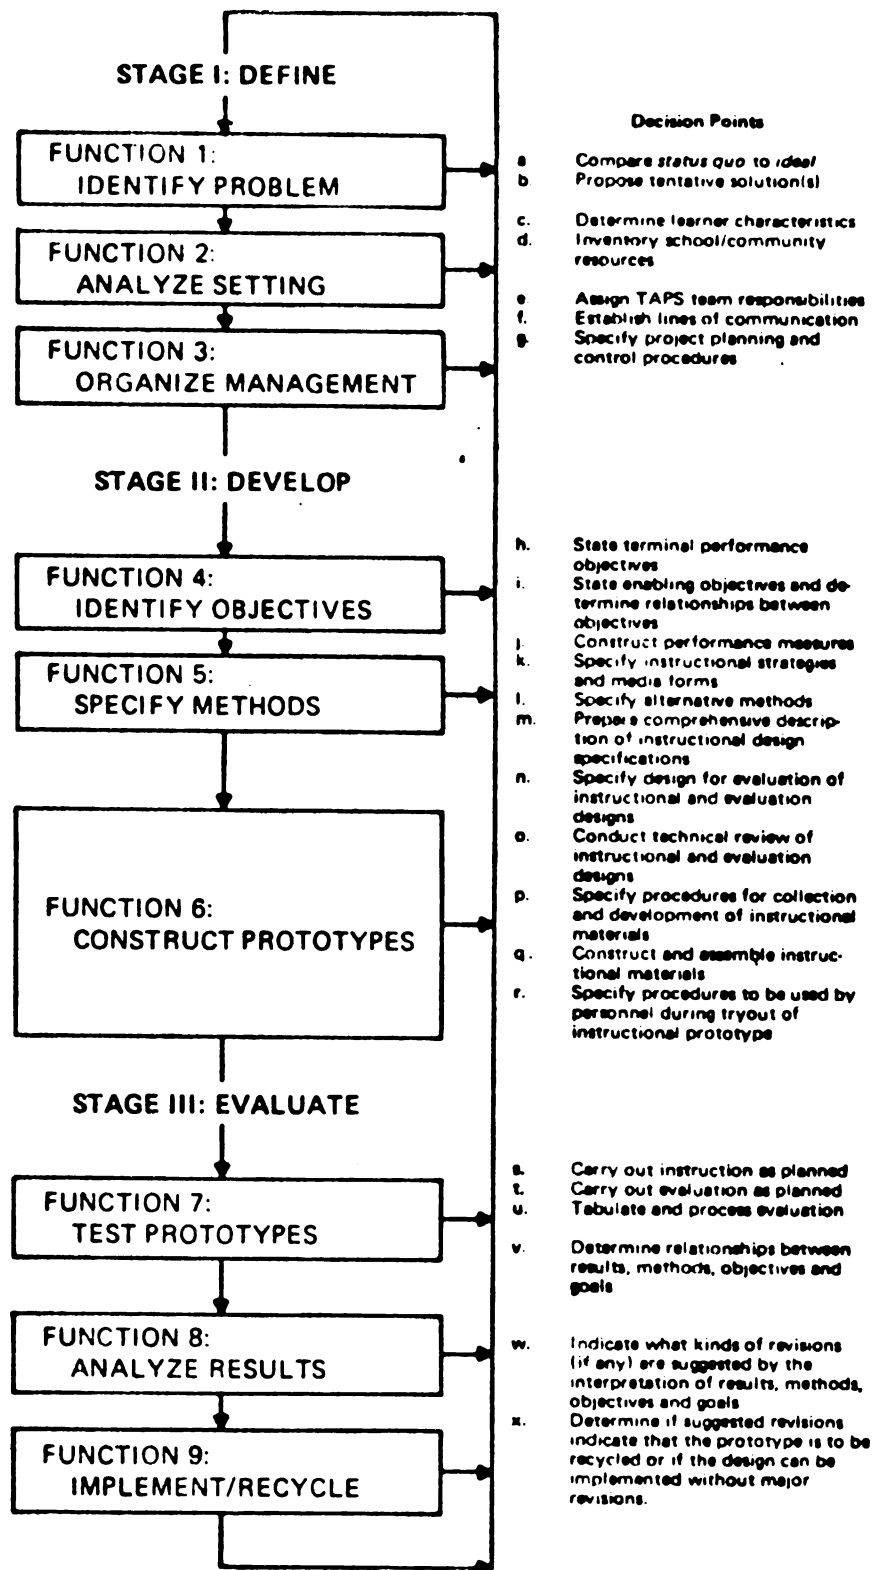 STAGE I: DEFINE
FUNCTION 1:
IDENTIFY PROBLEM
FUNCTION 2:
ANALYZE SETTING
FUNCTION 3:
ORGANIZE MANAGEMENT
STAGE II: DEVELOP
FUNCTION 4:
IDENTIFY OBJECTIVES
FUNCTION 5:
SPECIFY METHODS
FUNCTION 6:
CONSTRUCT PROTOTYPES
STAGE III: EVALUATE
FUNCTION 7:
TEST PROTOTYPES
FUNCTION 8:
ANALYZE RESULTS
FUNCTION 9:
IMPLEMENT/RECYCLE
Decision Points
a Compare status quo to ideal
b. Propose tentative solution(s)
c. Determine learner characteristics
d. Inventory school/community
resources
e. Assign TAPS team responsibilities
f. Establish lines of communication
g. Specify project planning and
control procedures
h. State terminal performance
objectives
i. State enabling objectives and de-
termine relationships between
objectives
j. Construct performance measures
k. Specify instructional strategies
and media forms
l. Specify alternative methods
m. Prepare comprehensive descrip-
tion of instructional design
specifications
n. Specify design for evaluation of
instructional and evaluation
designs
o. Conduct technical review of
instructional and evaluation
designs
p. Specify procedures for collection
and development of instructional
materials
q. Construct and assemble instruc-
tional materials
r. Specify procedures to be used by
personnel during tryout of
instructional prototype
s. Carry out instruction as planned
t. Carry out evaluation as planned
u. Tabulate and process evaluation
v. Determine relationships between
results, methods, objectives and
goals
w. Indicate what kinds of revisions
(if any) are suggested by the
interpretation of results, methods,
objectives and goals
x. Determine if suggested revisions
indicate that the prototype is to be
recycled or if the design can be
implemented without major
revisions.